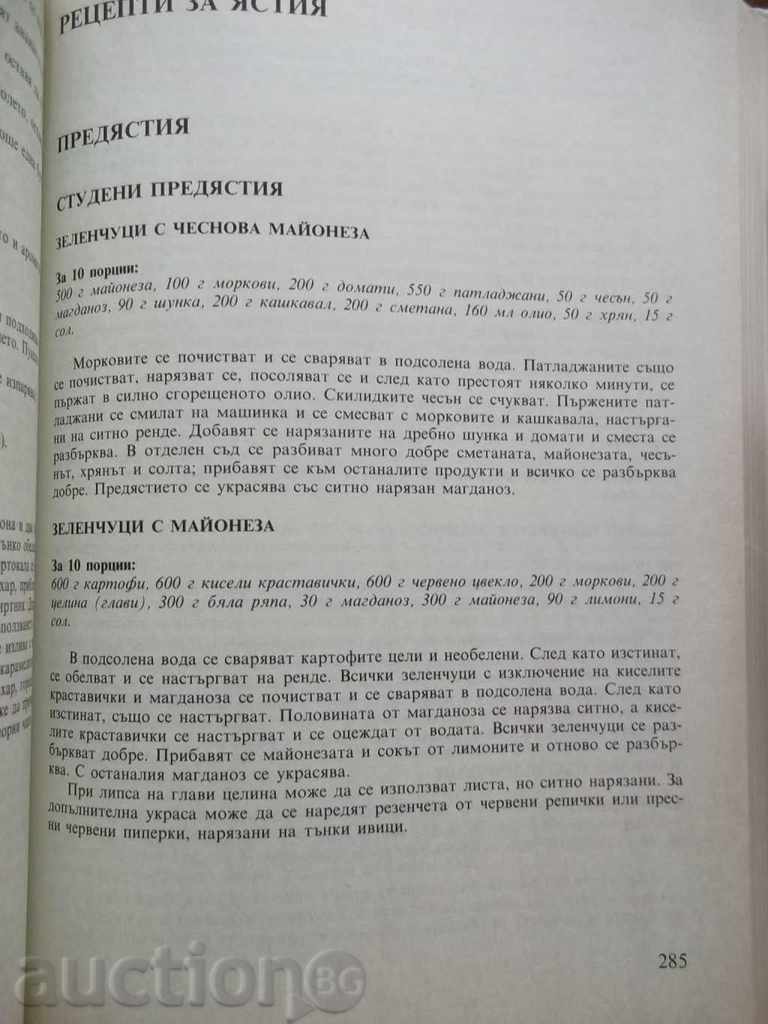 РЕЦЕПТИ ЗА ЯСТИЯ
ПРЕДЯСТИЯ
СТУДЕНИ ПРЕДЯСТИЯ
ЗЕЛЕНЧУЦИ С ЧЕСНОВА МАЙОНЕЗА
За 10 порции:
500 г майонеза, 100 г моркови, 200 г домати, 550 г патладжани, 50 г чесън, 50 г
магданоз, 90 г шунка, 200 г кашкавал, 200 г сметана, 160 мл олио, 50 г хрян, 15 г
сол.
Морковите се почистват и се сваряват в подсолена вода. Патладжаните също
се почистват, нарязват се, посоляват се и след като престоят няколко минути, се
пържат в силно сгорещеното олио. Скилидките чесън се счукват. Пържените пат-
ладжани се смилат на машинка и се смесват с морковите и кашкавала, настърга-
ни на ситно ренде. Добавят се нарязаните на дребно шунка и домати и сместа се
разбърква. В отделен съд се разбиват много добре сметаната, майонезата, чесъ-
нът, хрянът и солта; прибавят се към останалите продукти и всичко се разбърква
добре. Предястието се украсява със ситно нарязан магданоз.
ЗЕЛЕНЧУЦИ С МАЙОНЕЗА
За 10 порции:
600 г картофи, 600 г кисели краставички, 600 г червено цвекло, 200 г моркови, 200 г
целина (глави), 300 г бяла ряпа, 30 г магданоз, 300 г майонеза, 90 г лимони, 15 г
сол.
В подсолена вода се сваряват картофите цели и необелени. След като изстинат,
се обелват и се настъргват на ренде. Всички зеленчуци с изключение на киселите
краставички и магданоза се почистват и се сваряват в подсолена вода. След като
изстинат, също се настъргват. Половината от магданоза се нарязва ситно, а кисе-
лите краставички се настъргват и се оцеждат от водата. Всички зеленчуци се раз-
бъркват добре. Прибавят се майонезата и сокът от лимоните и отново се разбър-
ква. С останалия магданоз се украсява.
При липса на глави целина може да се използват листа, но ситно нарязани. За
допълнителна украса може да се наредят резенчета от червени репички или прес-
ни червени пиперки, нарязани на тънки ивици.
285
auction BG